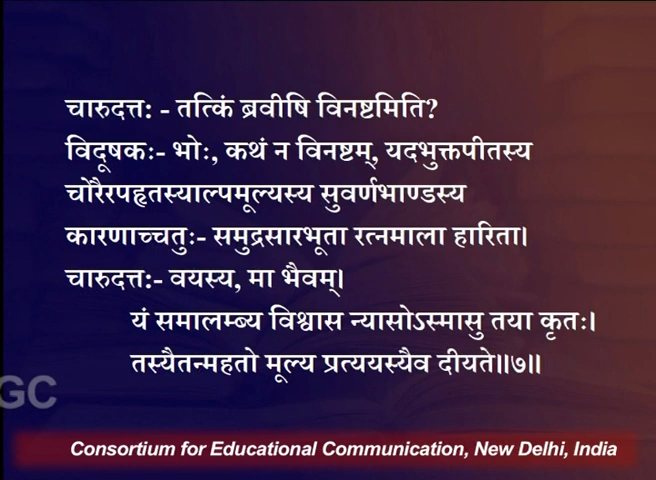 चारुदत्तः - तत्किं ब्रवीषि विनष्टमिति?
विदूषकः- भोः, कथं न विनष्टम्, यदभुक्तपीतस्य
चोरैरपहृतस्याल्पमूल्यस्य सुवर्णभाण्डस्य
कारणाच्चतुः- समुद्रसारभूता रत्नमाला हारिता।
चारुदत्तः- वयस्य, मा भैवम्।
यं समालम्ब्य विश्वास न्यासोऽस्मासु तया कृतः।
तस्यैतन्महतो मूल्य प्रत्ययस्यैव दीयते॥७॥
GC
Consortium for Educational Communication, New Delhi, India